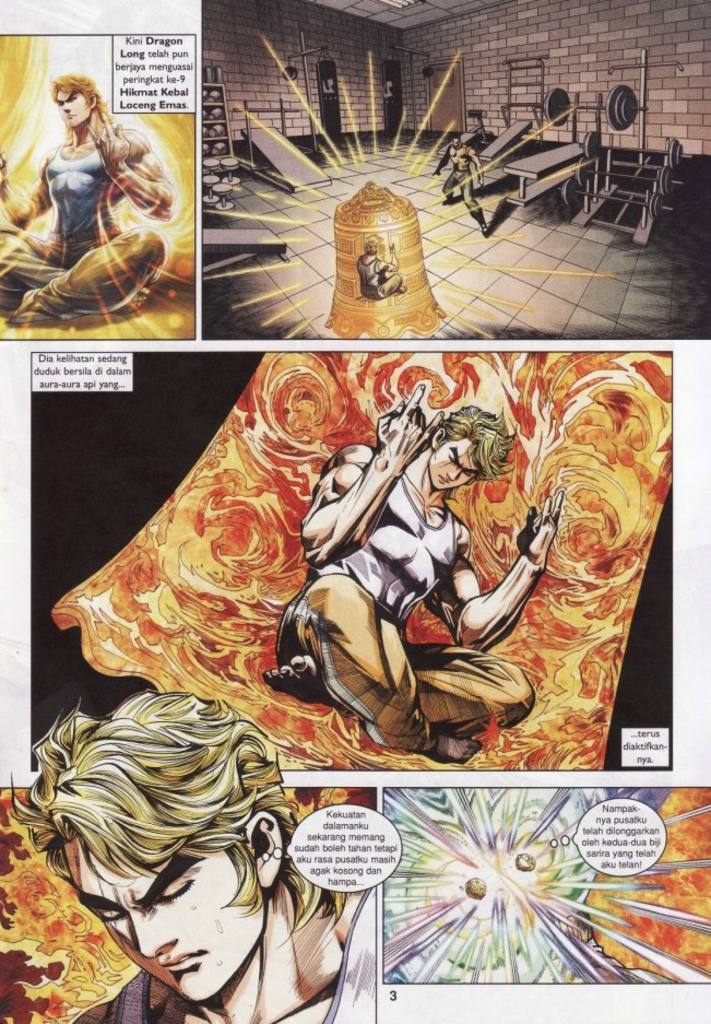 Kini Dragon
Long telah pun
berjaya menguasai
peringkat ke-9
Hikmat Kebal
Loceng Emas.
Dia kelihatan sedang
duduk bersila di dalam
aura-aura api yang...
...terus
diaktifkan-
nya.
Kekuatan
dalamanku
sekarang memang
sudah boleh tahan tetapi
aku rasa pusatku masih
agak kosong dan
hampa...
Nampak-
nya pusatku
telah dilonggarkan
oleh kedua-dua biji
sarira yang telah
aku telan!
3